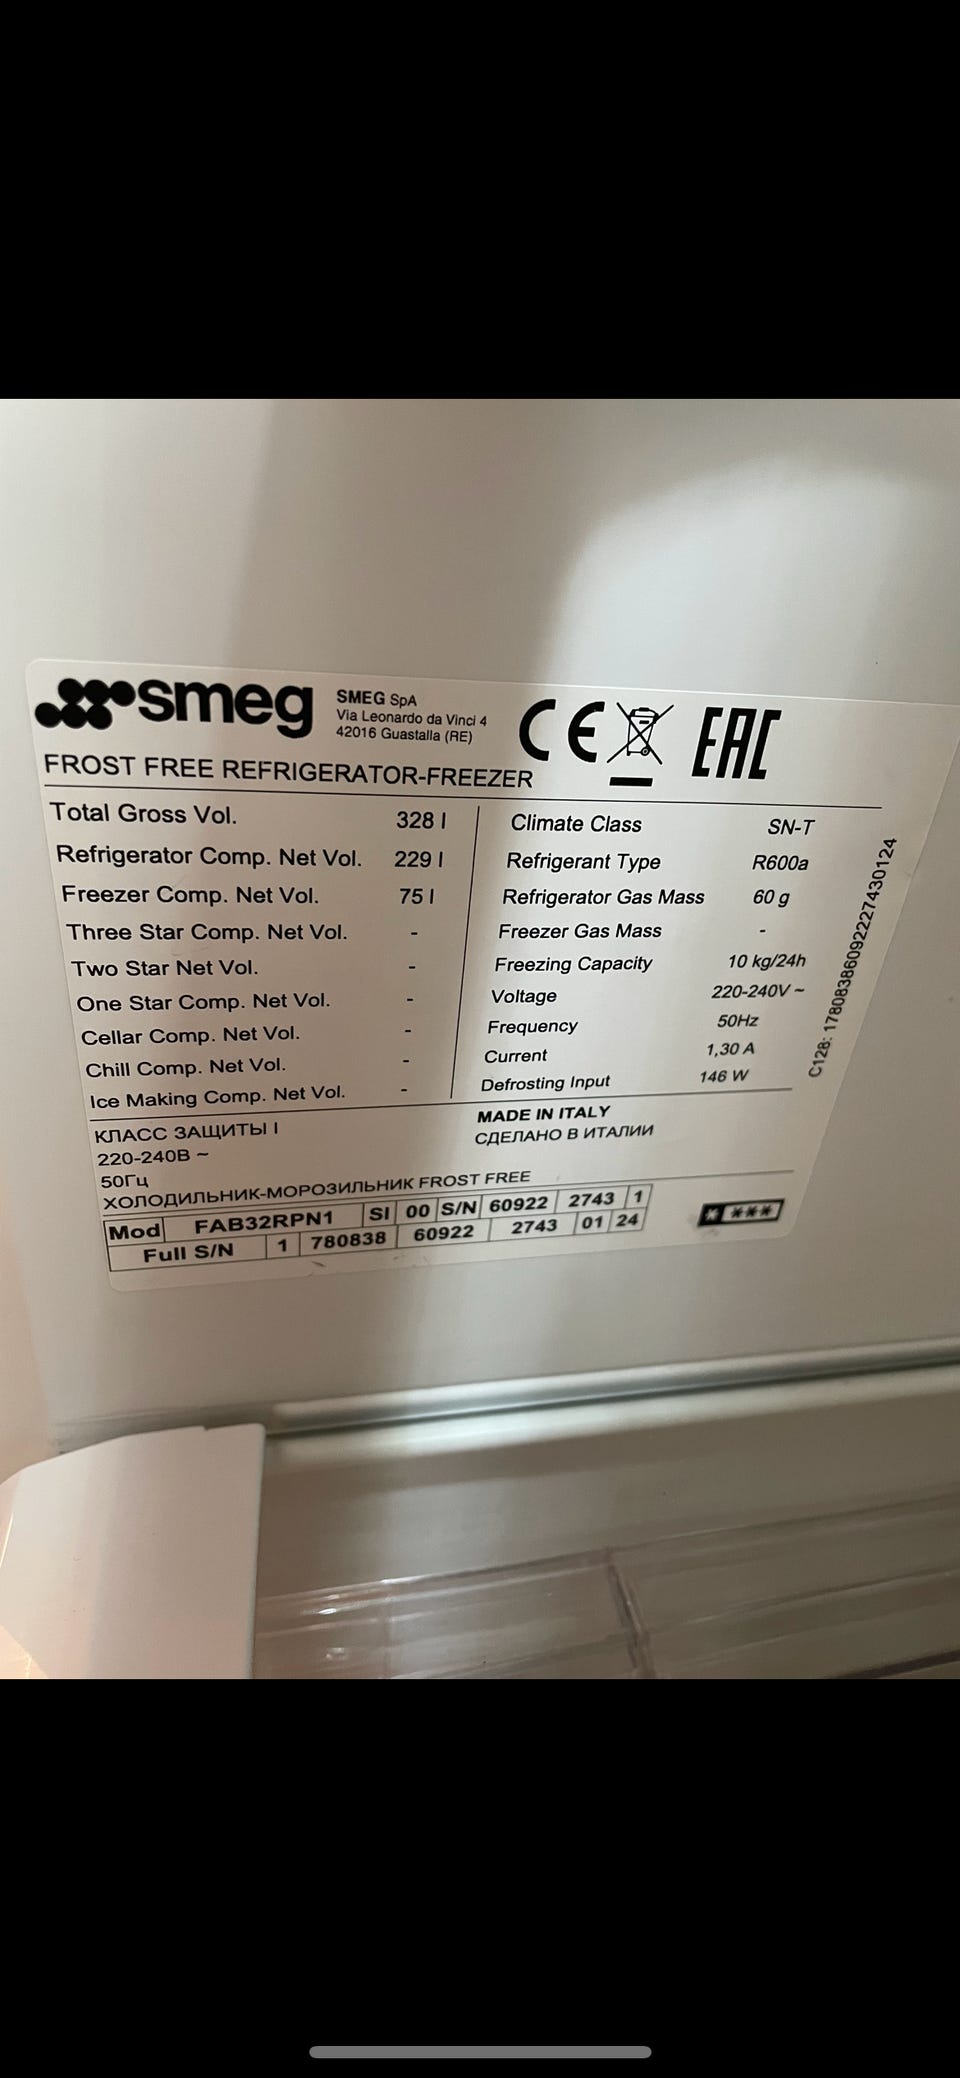 smeg
SMEG SpA
Via Leonardo da Vinci 4
42016 Guastalla (RE)
CE
EAC
FROST FREE REFRIGERATOR-FREEZER
Total Gross Vol. 328 l
Refrigerator Comp. Net Vol. 229 l
Freezer Comp. Net Vol. 75 l
Three Star Comp. Net Vol. -
Two Star Net Vol. -
One Star Comp. Net Vol. -
Cellar Comp. Net Vol. -
Chill Comp. Net Vol. -
Ice Making Comp. Net Vol. -
Climate Class SN-T
Refrigerant Type R600a
Refrigerator Gas Mass 60 g
Freezer Gas Mass -
Freezing Capacity 10 kg/24h
Voltage 220-240V ~
Frequency 50Hz
Current 1,30 A
Defrosting Input 146 W
C128: 178083860922274300124
КЛАСС ЗАЩИТЫ I
220-240В ~
50Гц
MADE IN ITALY
СДЕЛАНО В ИТАЛИИ
ХОЛОДИЛЬНИК-МОРОЗИЛЬНИК FROST FREE
Mod FAB32RPN1 SI 00 S/N 60922 2743 1
Full S/N 1 780838 60922 2743 01 24
* ***